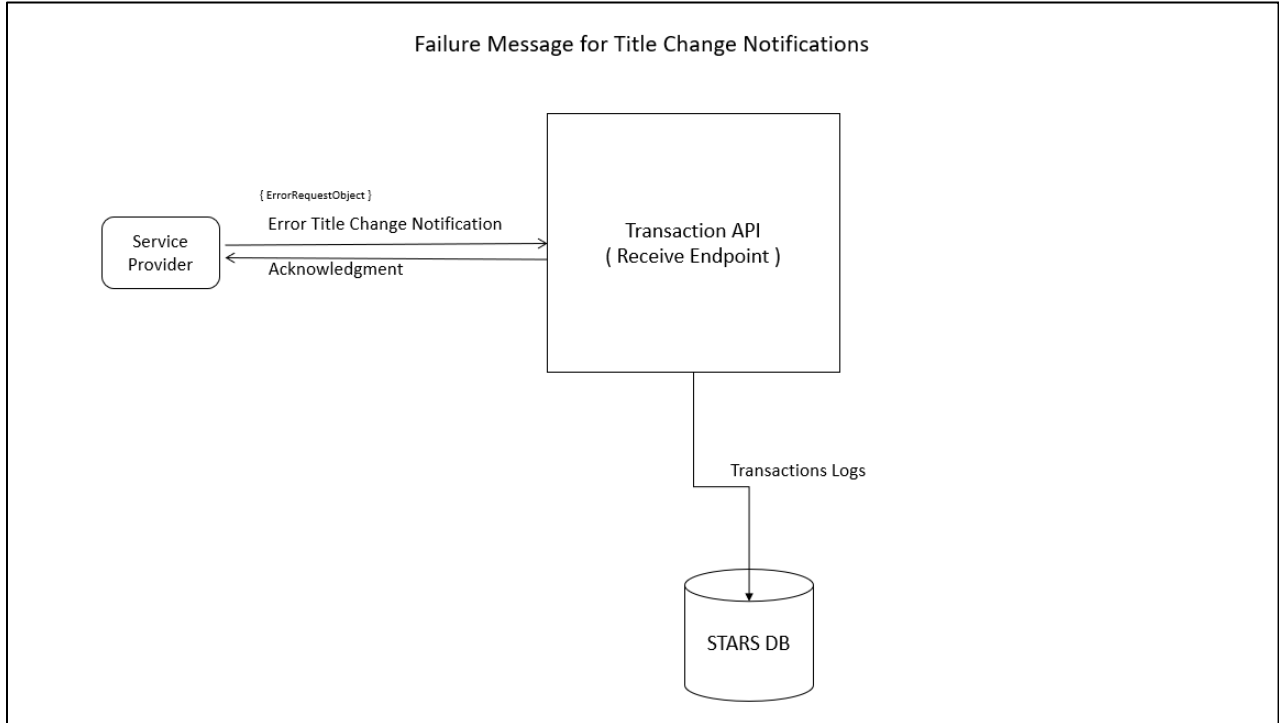 Failure Message for Title Change Notifications
{ ErrorRequestObject }
Error Title Change Notification
Service
Provider
Acknowledgment
Transaction API
( Receive Endpoint )
Transactions Logs
STARS DB